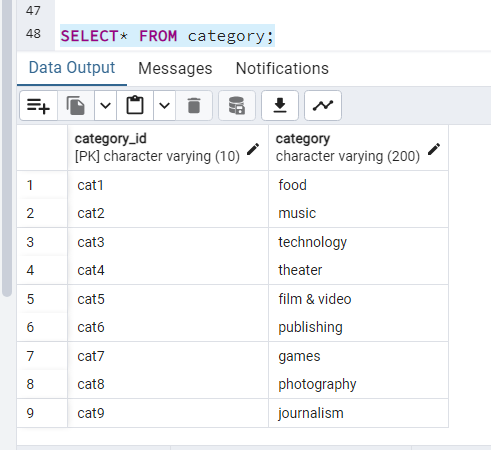 47
48 SELECT* FROM category;
Data Output Messages Notifications
category_id category
[PK] character varying (10) character varying (200)
1 cat1 food
2 cat2 music
3 cat3 technology
4 cat4 theater
5 cat5 film & video
6 cat6 publishing
7 cat7 games
8 cat8 photography
9 cat9 journalism